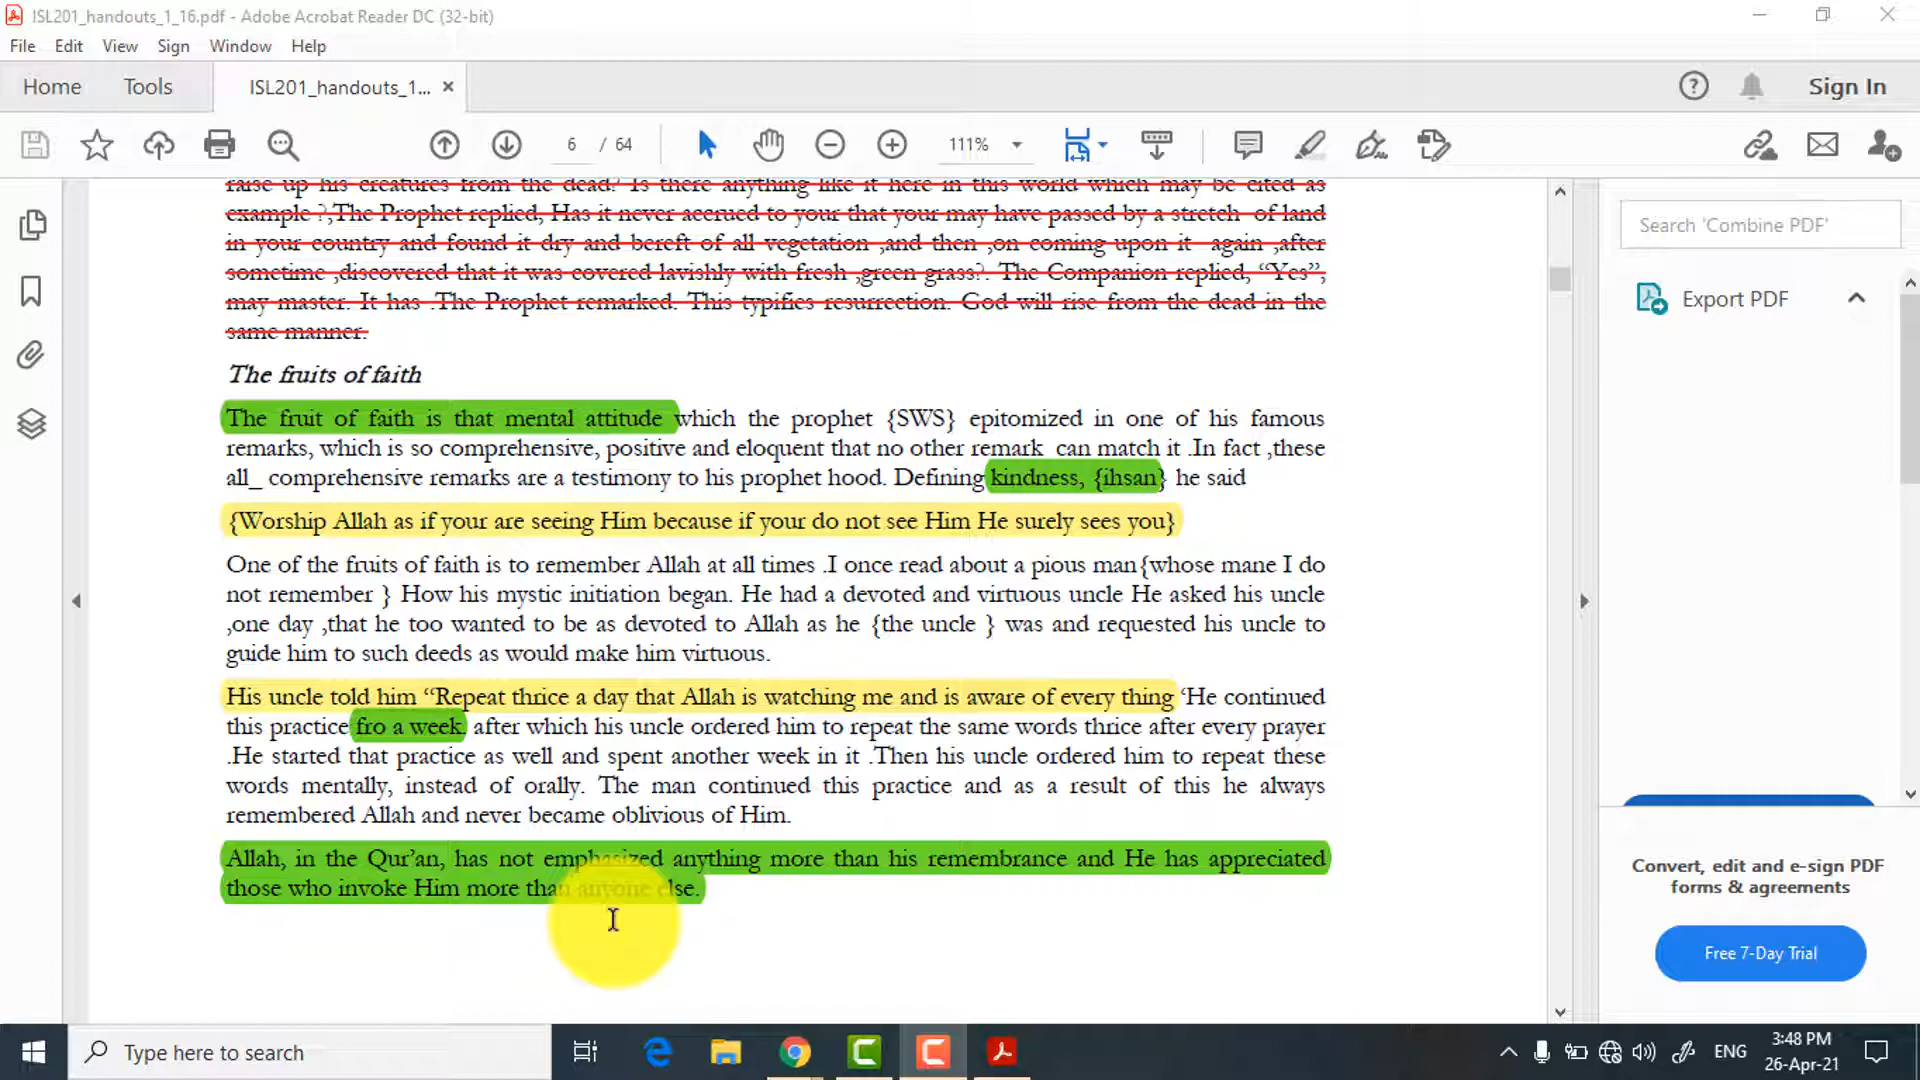 ISL201_handouts_1_16.pdf - Adobe Acrobat Reader DC (32-bit)
File Edit View Sign Window Help
Home Tools ISL201_handouts_1... × Sign In
6 / 64 111%
raise up his creatures from the dead? Is there anything like it here in this world which may be cited as
example ?,The Prophet replied, Has it never accrued to your that your may have passed by a stretch of land
in your country and found it dry and bereft of all vegetation ,and then ,on coming upon it again ,after
sometime ,discovered that it was covered lavishly with fresh ,green grass?. The Companion replied, “Yes”,
may master. It has .The Prophet remarked. This typifies resurrection. God will rise from the dead in the
same manner.
The fruits of faith
The fruit of faith is that mental attitude which the prophet {SWS} epitomized in one of his famous
remarks, which is so comprehensive, positive and eloquent that no other remark can match it .In fact ,these
all_ comprehensive remarks are a testimony to his prophet hood. Defining kindness, {ihsan} he said
{Worship Allah as if your are seeing Him because if your do not see Him He surely sees you}
One of the fruits of faith is to remember Allah at all times .I once read about a pious man{whose mane I do
not remember } How his mystic initiation began. He had a devoted and virtuous uncle He asked his uncle
,one day ,that he too wanted to be as devoted to Allah as he {the uncle } was and requested his uncle to
guide him to such deeds as would make him virtuous.
His uncle told him “Repeat thrice a day that Allah is watching me and is aware of every thing ‘He continued
this practice fro a week. after which his uncle ordered him to repeat the same words thrice after every prayer
.He started that practice as well and spent another week in it .Then his uncle ordered him to repeat these
words mentally, instead of orally. The man continued this practice and as a result of this he always
remembered Allah and never became oblivious of Him.
Allah, in the Qur’an, has not emphasized anything more than his remembrance and He has appreciated
those who invoke Him more than anyone else.
Search 'Combine PDF'
Export PDF
Convert, edit and e-sign PDF
forms & agreements
Free 7-Day Trial
Type here to search
ENG
3:48 PM
26-Apr-21